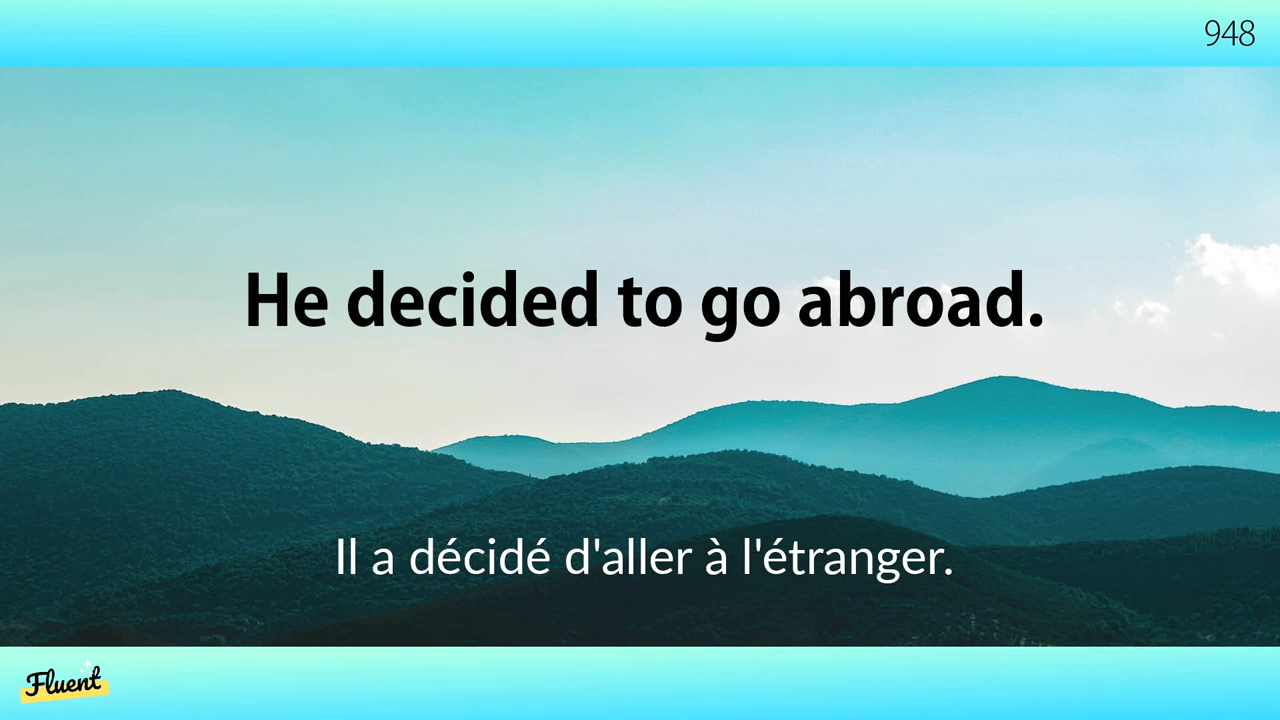 948
He decided to go abroad.
Il a décidé d'aller à l'étranger.
Fluent